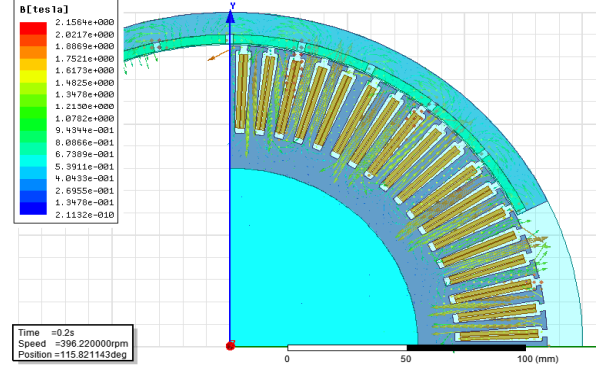 B[tesla]
2.1564e+000
2.0217e+000
1.8869e+000
1.7521e+000
1.6173e+000
1.4825e+000
1.3478e+000
1.2130e+000
1.0782e+000
9.4344e-001
8.0866e-001
6.7389e-001
5.3911e-001
4.0433e-001
2.6955e-001
1.3478e-001
2.1132e-010
Y
Time =0.2s
Speed =396.220000rpm
Position =115.821143deg
0 50 100 (mm)